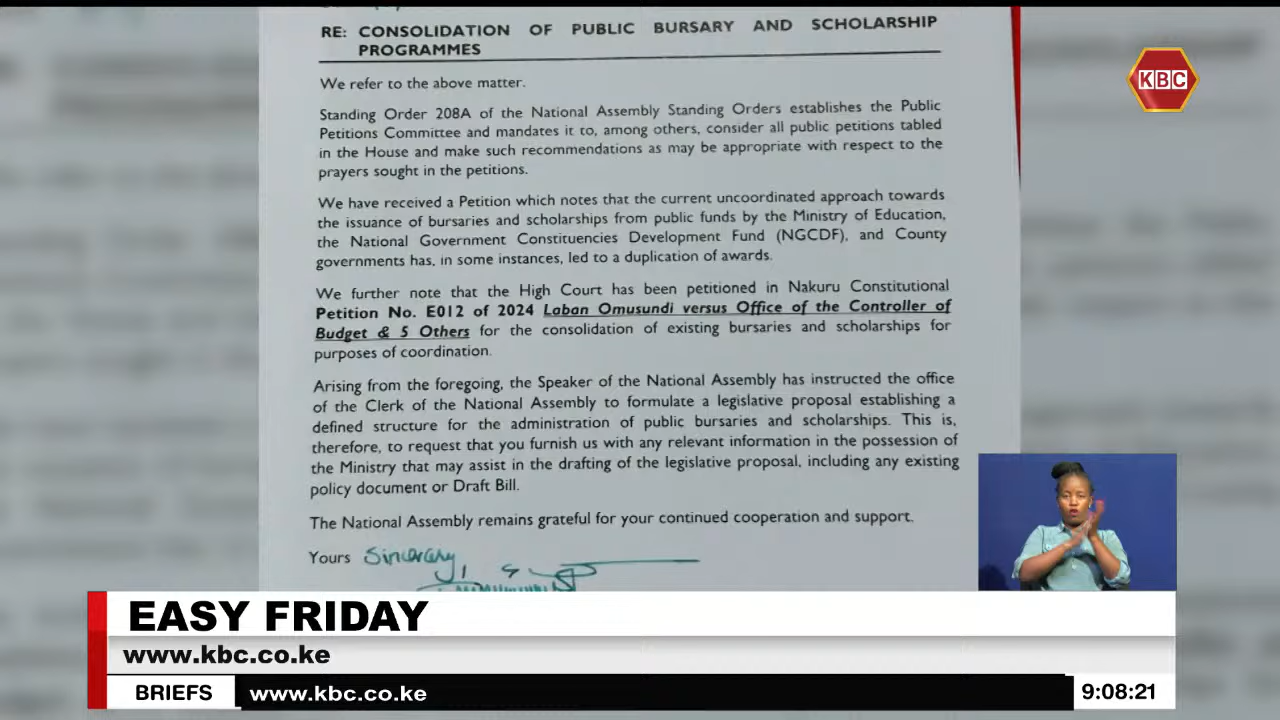 RE: CONSOLIDATION OF PUBLIC BURSARY AND SCHOLARSHIP
PROGRAMMES
KBC
We refer to the above matter.
Standing Order 208A of the National Assembly Standing Orders establishes the Public
Petitions Committee and mandates it to, among others, consider all public petitions tabled
in the House and make such recommendations as may be appropriate with respect to the
prayers sought in the petitions.
We have received a Petition which notes that the current uncoordinated approach towards
the issuance of bursaries and scholarships from public funds by the Ministry of Education,
the National Government Constituencies Development Fund (NGCDF), and County
governments has, in some instances, led to a duplication of awards.
We further note that the High Court has been petitioned in Nakuru Constitutional
Petition No. E012 of 2024 Laban Omusundi versus Office of the Controller of
Budget & 5 Others for the consolidation of existing bursaries and scholarships for
purposes of coordination.
Arising from the foregoing, the Speaker of the National Assembly has instructed the office
of the Clerk of the National Assembly to formulate a legislative proposal establishing a
defined structure for the administration of public bursaries and scholarships. This is,
therefore, to request that you furnish us with any relevant information in the possession of
the Ministry that may assist in the drafting of the legislative proposal, including any existing
policy document or Draft Bill.
The National Assembly remains grateful for your continued cooperation and support.
Yours
EASY FRIDAY
www.kbc.co.ke
BRIEFS www.kbc.co.ke 9:08:21